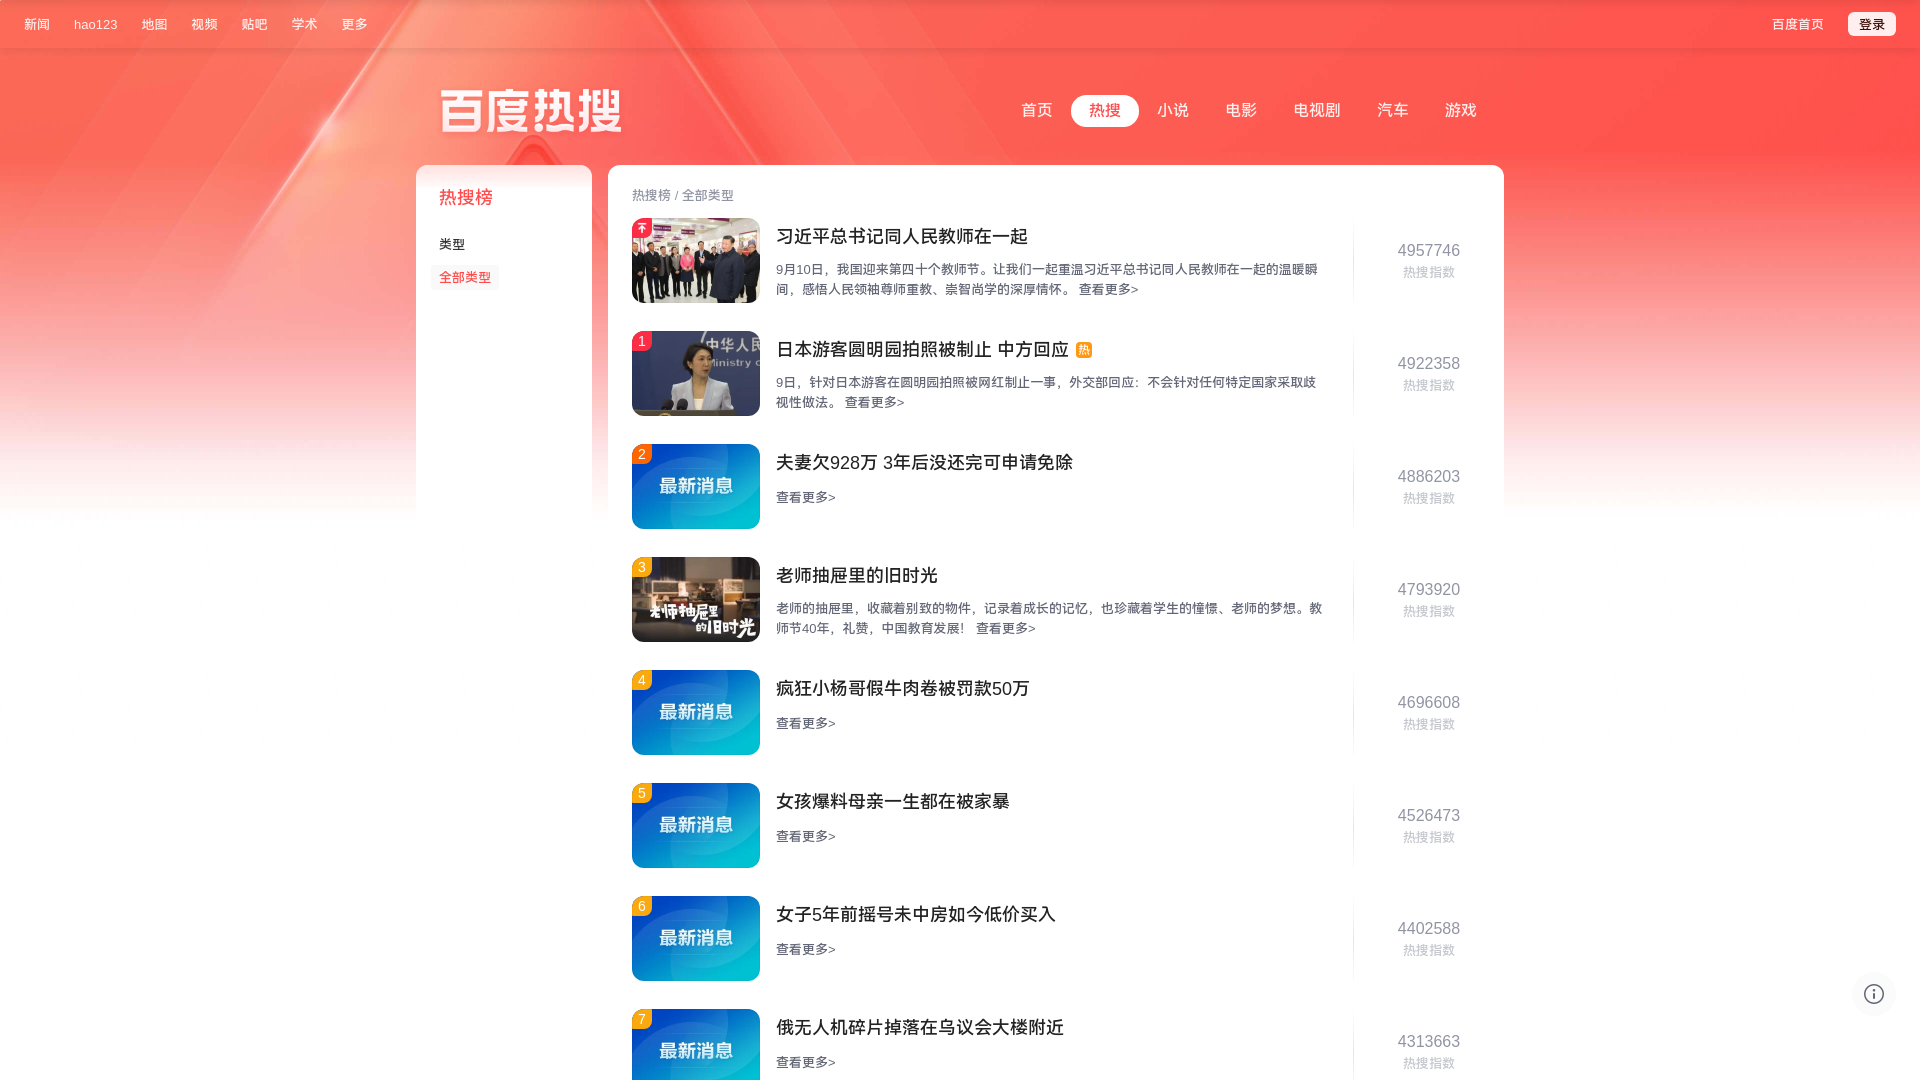 新闻 hao123 地图 视频 贴吧 学术 更多 百度首页 登录
百度热搜
首页 热搜 小说 电影 电视剧 汽车 游戏
热搜榜
类型
全部类型
热搜榜 / 全部类型
习近平总书记同人民教师在一起
9月10日，我国迎来第四十个教师节。让我们一起重温习近平总书记同人民教师在一起的温暖瞬
间，感悟人民领袖尊师重教、崇智尚学的深厚情怀。 查看更多>
4957746
热搜指数
1
中华人民
Ministry o
日本游客圆明园拍照被制止 中方回应 热
9日，针对日本游客在圆明园拍照被网红制止一事，外交部回应：不会针对任何特定国家采取歧
视性做法。 查看更多>
4922358
热搜指数
2
最新消息
夫妻欠928万 3年后没还完可申请免除
查看更多>
4886203
热搜指数
3
老师抽屉里
的旧时光
老师抽屉里的旧时光
老师的抽屉里，收藏着别致的物件，记录着成长的记忆，也珍藏着学生的憧憬、老师的梦想。教
师节40年，礼赞，中国教育发展！ 查看更多>
4793920
热搜指数
4
最新消息
疯狂小杨哥假牛肉卷被罚款50万
查看更多>
4696608
热搜指数
5
最新消息
女孩爆料母亲一生都在被家暴
查看更多>
4526473
热搜指数
6
最新消息
女子5年前摇号未中房如今低价买入
查看更多>
4402588
热搜指数
7
最新消息
俄无人机碎片掉落在乌议会大楼附近
查看更多>
4313663
热搜指数